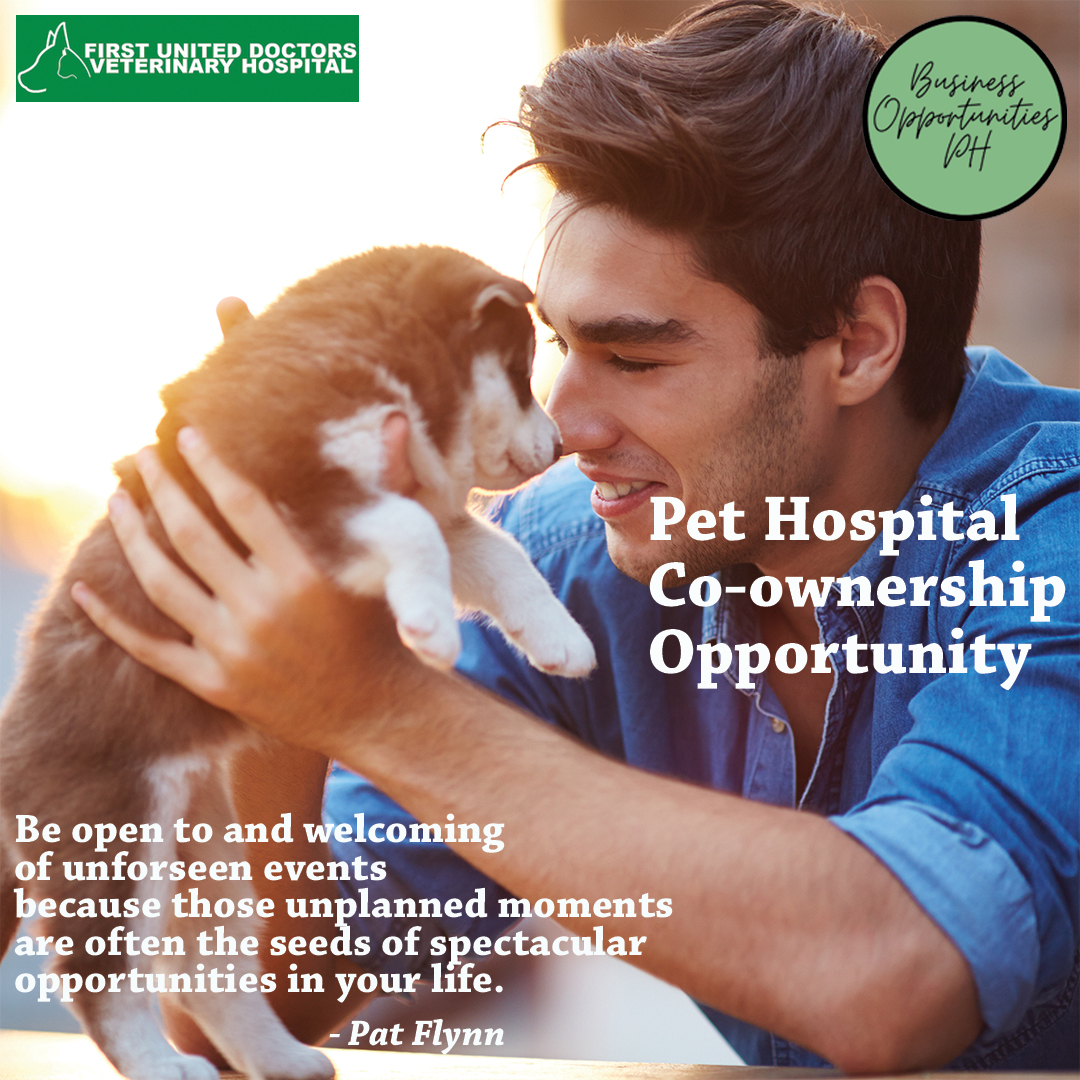 FIRST UNITED DOCTORS
VETERINARY HOSPITAL
Business
Opportunities
PH
Pet Hospital
Co-ownership
Opportunity
Be open to and welcoming
of unforseen events
because those unplanned moments
are often the seeds of spectacular
opportunities in your life.
- Pat Flynn